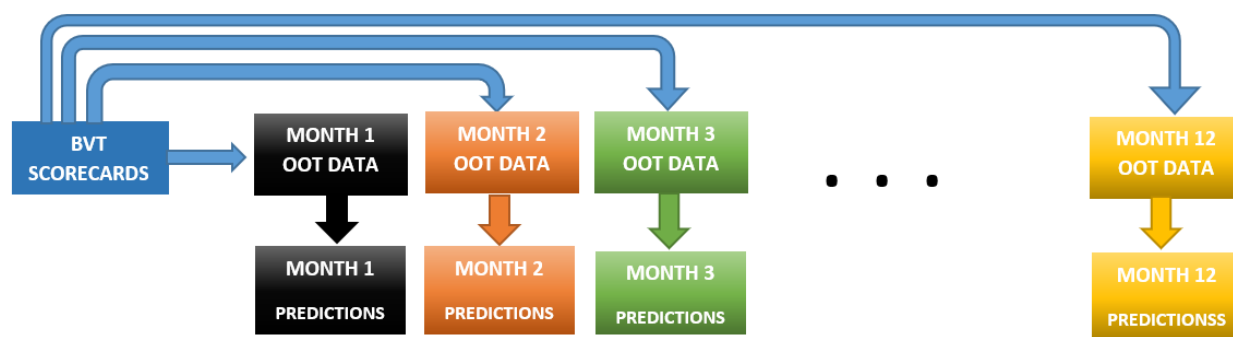 BVT
SCORECARDS
MONTH 1
OOT DATA
MONTH 2
OOT DATA
MONTH 3
OOT DATA
. . .
MONTH 12
OOT DATA
MONTH 1
PREDICTIONS
MONTH 2
PREDICTIONS
MONTH 3
PREDICTIONS
MONTH 12
PREDICTIONSS